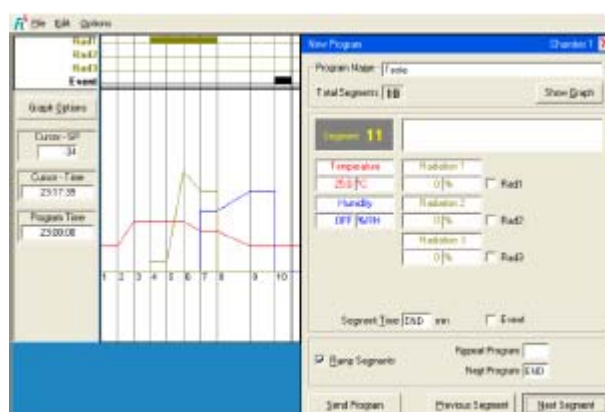 File Edit Options
Rad1
Rad2
Rad3
Event
Graph Options
Cursor - SP
-34
Cursor - Time
23:17:39
Program Time
23:00:00
1 2 3 4 5 6 7 8 9 10
New Program Chamber 1
Program Name
Total Segments 10 Show Graph
Segment 11
Temperature Radiation 1
25.0 °C 0 % Rad1
Humidity Radiation 2
OFF %RH 0 % Rad2
Radiation 3
0 % Rad3
Segment Time END min Event
Ramp Segments Repeat Program
Next Program END
Send Program Previous Segment Next Segment